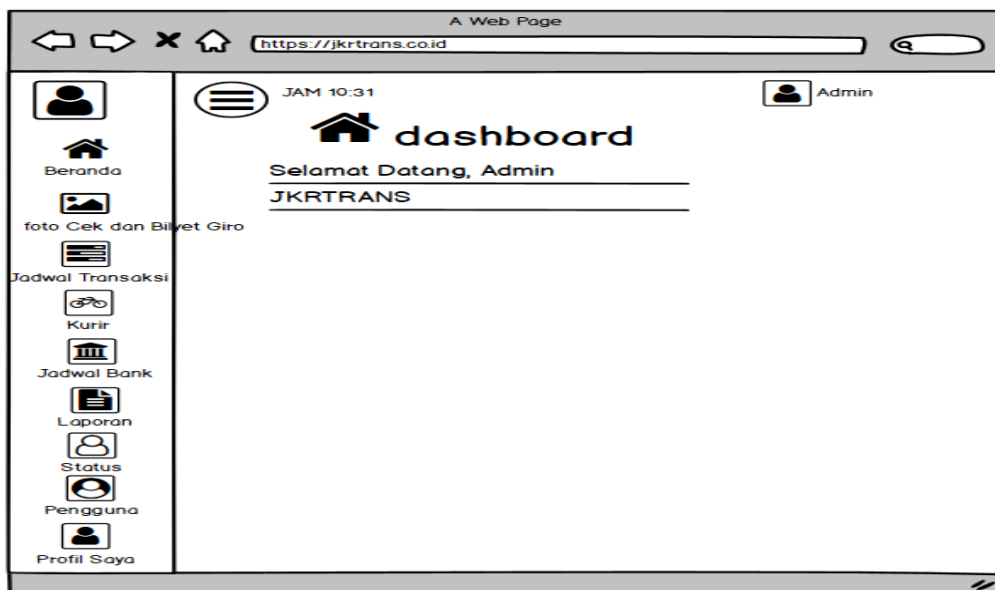 A Web Page
https://jkrtrans.co.id
JAM 10:31
Admin
dashboard
Selamat Datang, Admin
JKRTRANS
Beranda
foto Cek dan Bilyet Giro
Jadwal Transaksi
Kurir
Jadwal Bank
Laporan
Status
Pengguna
Profil Saya